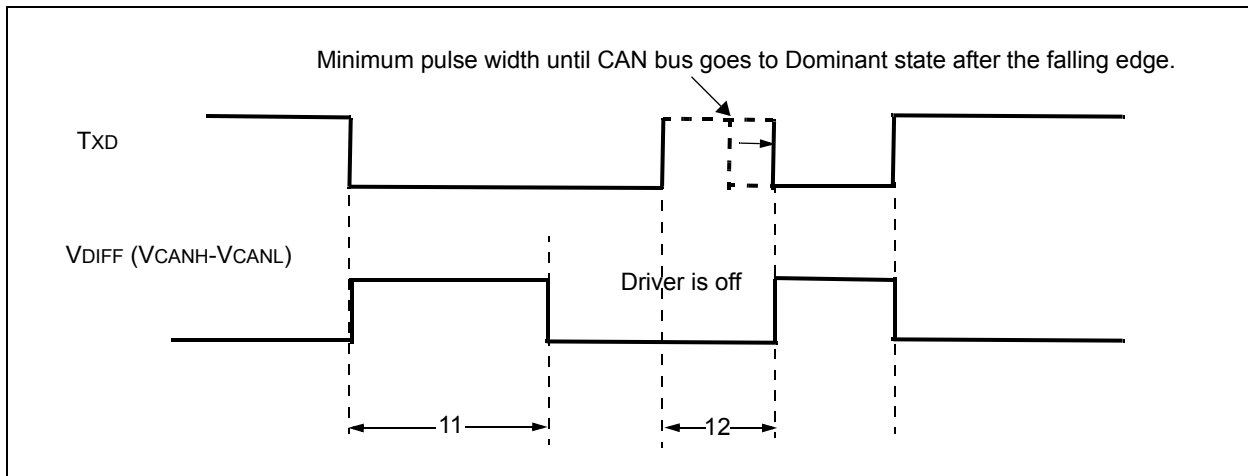 Minimum pulse width until CAN bus goes to Dominant state after the falling edge.
TXD
VDIFF (VCANH-VCANL)
Driver is off
11
12